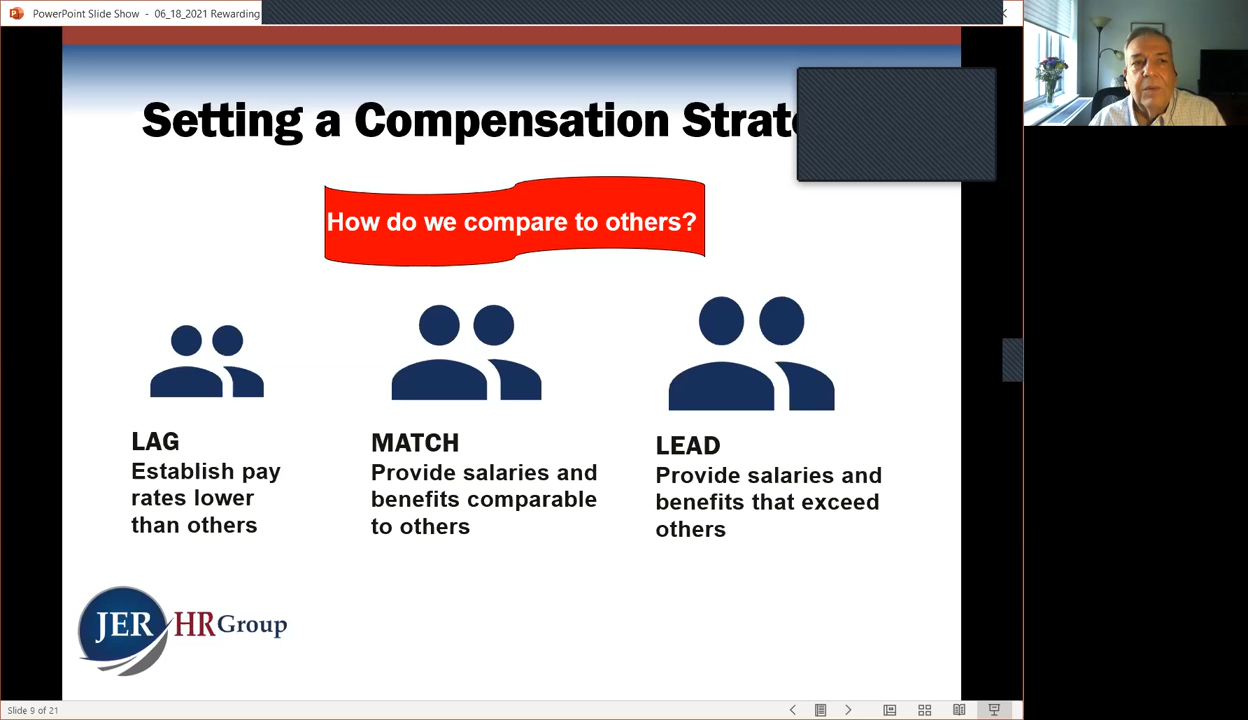 PowerPoint Slide Show - 06_18_2021 Rewarding
Setting a Compensation Strat
How do we compare to others?
LAG
Establish pay
rates lower
than others
MATCH
Provide salaries and
benefits comparable
to others
LEAD
Provide salaries and
benefits that exceed
others
JER HR Group
Slide 9 of 21